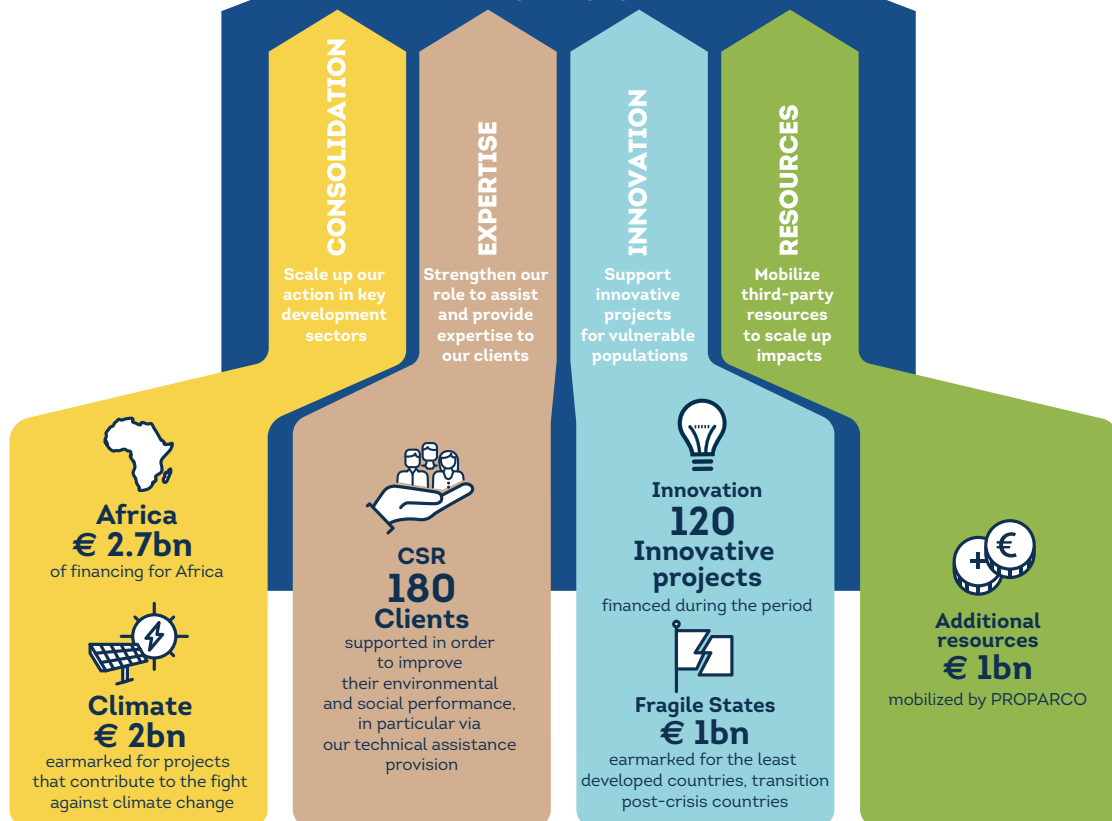 CONSOLIDATION
Scale up our
action in key
development
sectors
Africa
€ 2.7bn
of financing for Africa
Climate
€ 2bn
earmarked for projects
that contribute to the fight
against climate change
EXPERTISE
Strengthen our
role to assist
and provide
expertise to
our clients
CSR
180
Clients
supported in order
to improve
their environmental
and social performance,
in particular via
our technical assistance
provision
INNOVATION
Support
innovative
projects
for vulnerable
populations
Innovation
120
Innovative
projects
financed during the period
Fragile States
€ 1bn
earmarked for the least
developed countries, transition
post-crisis countries
RESOURCES
Mobilize
third-party
resources
to scale up
impacts
€
Additional
resources
€ 1bn
mobilized by PROPARCO